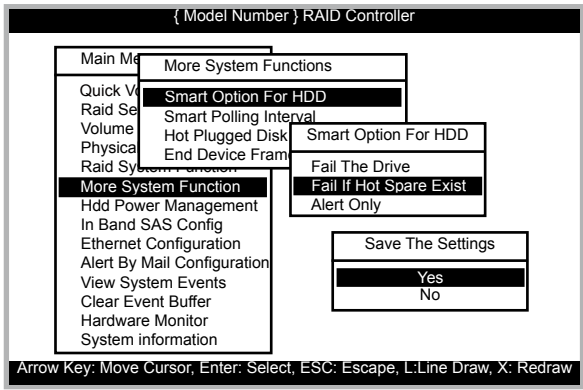 { Model Number } RAID Controller
Main Me
Quick Vo
Raid Se
Volume
Physica
Raid System Function
More System Function
Hdd Power Management
In Band SAS Config
Ethernet Configuration
Alert By Mail Configuration
View System Events
Clear Event Buffer
Hardware Monitor
System information
More System Functions
Smart Option For HDD
Smart Polling Interval
Hot Plugged Disk
End Device Fram
Smart Option For HDD
Fail The Drive
Fail If Hot Spare Exist
Alert Only
Save The Settings
Yes
No
Arrow Key: Move Cursor, Enter: Select, ESC: Escape, L:Line Draw, X: Redraw